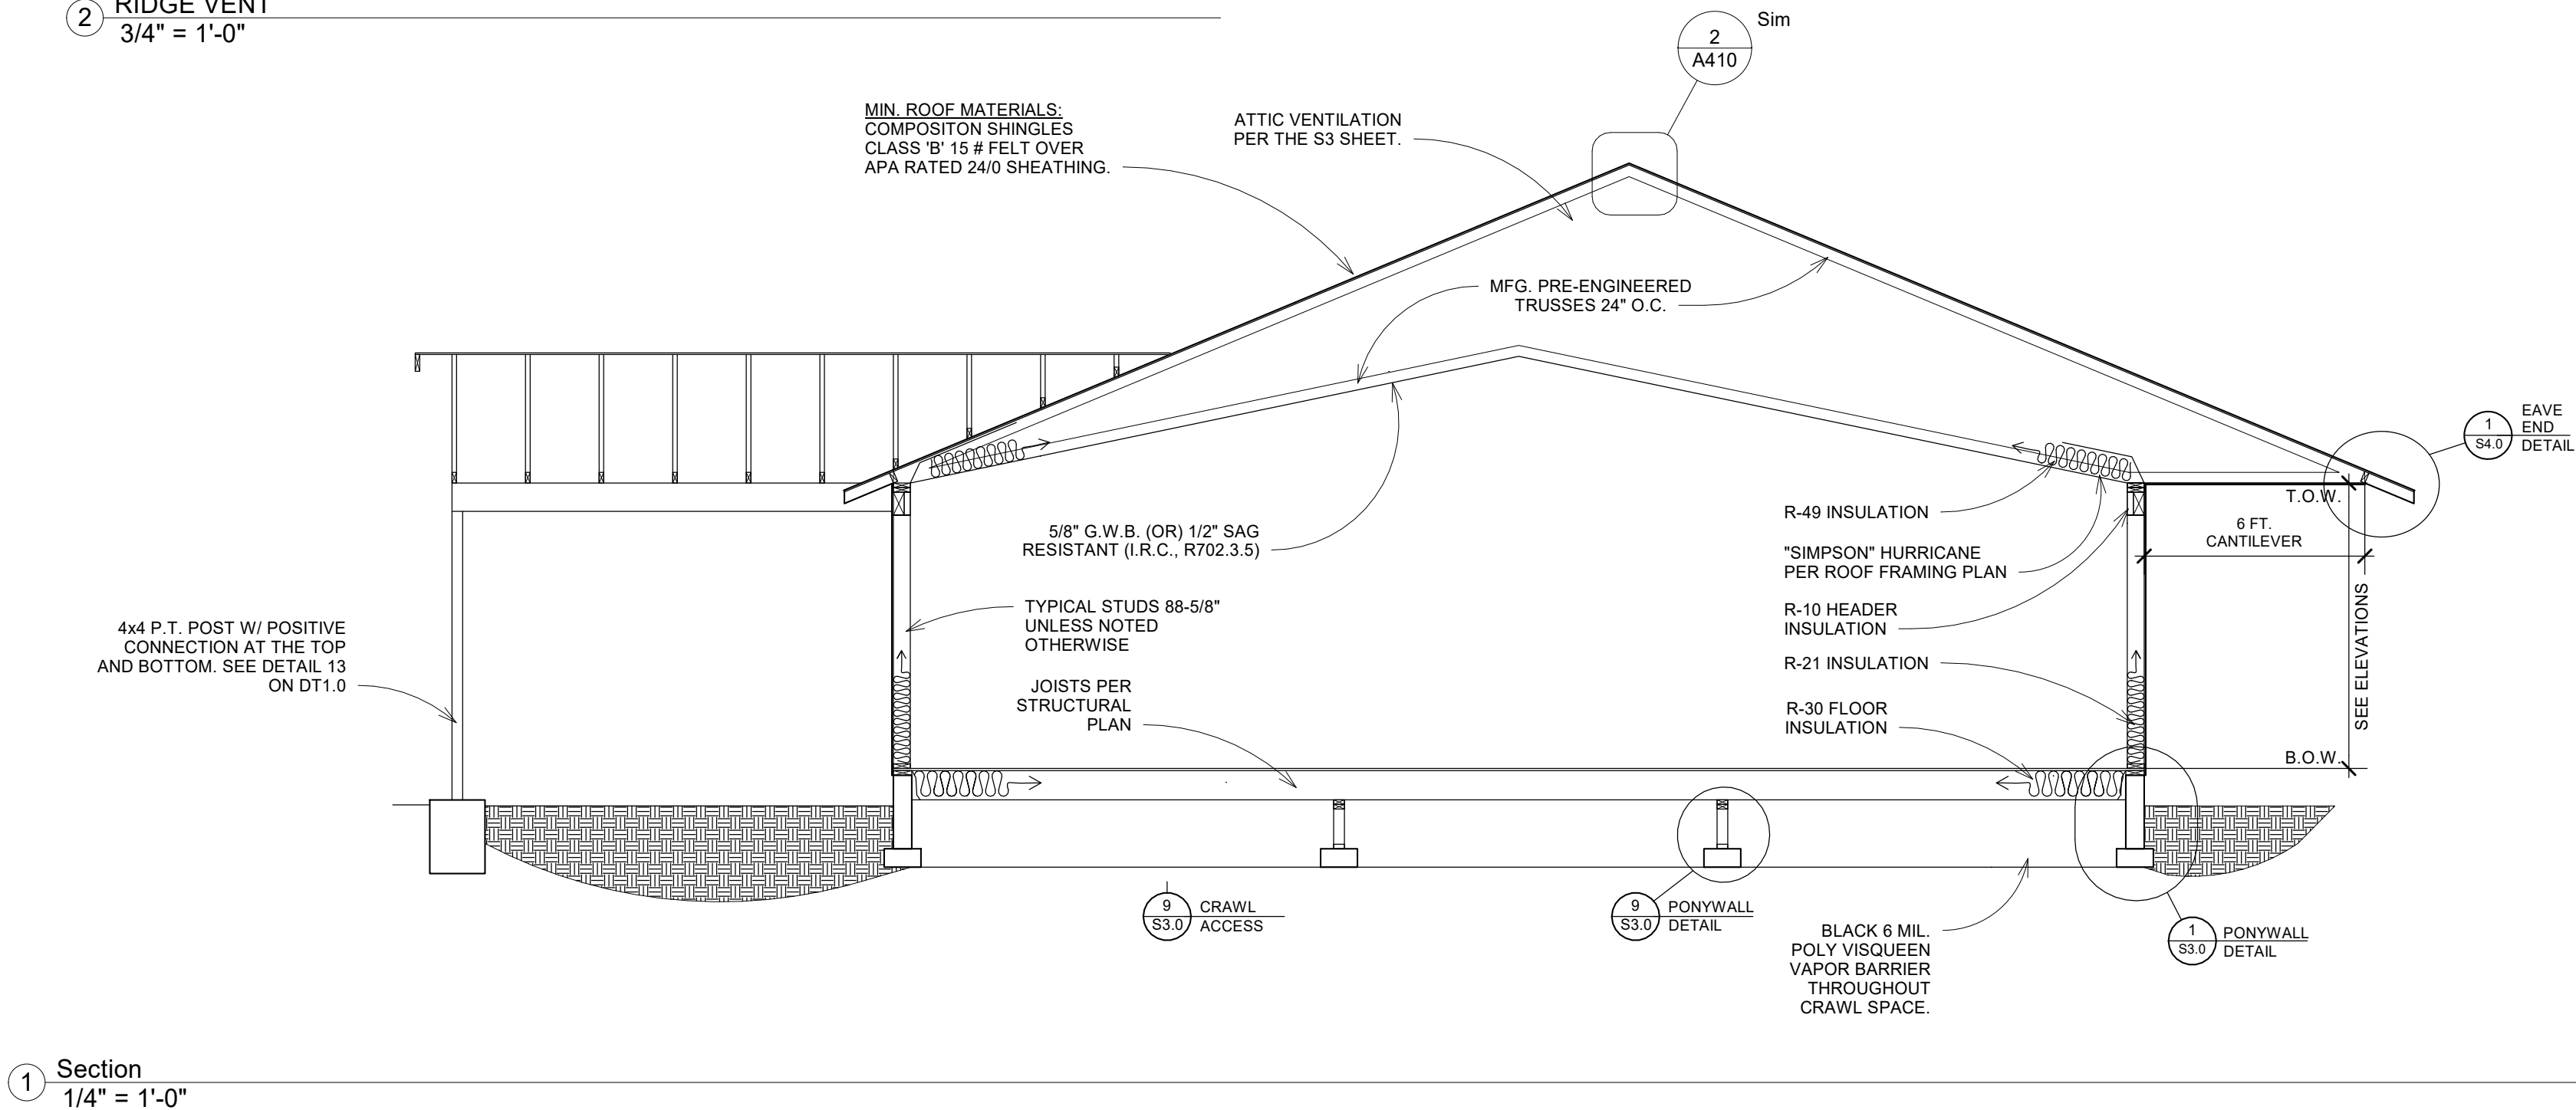 2 RIDGE VENT
3/4" = 1'-0"
2
A410
Sim
MIN. ROOF MATERIALS:
COMPOSITON SHINGLES
CLASS 'B' 15 # FELT OVER
APA RATED 24/0 SHEATHING.
ATTIC VENTILATION
PER THE S3 SHEET.
MFG. PRE-ENGINEERED
TRUSSES 24" O.C.
1
S4.0
EAVE
END
DETAIL
T.O.W.
6 FT.
CANTILEVER
R-49 INSULATION
5/8" G.W.B. (OR) 1/2" SAG
RESISTANT (I.R.C., R702.3.5)
"SIMPSON" HURRICANE
PER ROOF FRAMING PLAN
TYPICAL STUDS 88-5/8"
UNLESS NOTED
OTHERWISE
R-10 HEADER
INSULATION
4x4 P.T. POST W/ POSITIVE
CONNECTION AT THE TOP
AND BOTTOM. SEE DETAIL 13
ON DT1.0
R-21 INSULATION
SEE ELEVATIONS
JOISTS PER
STRUCTURAL
PLAN
R-30 FLOOR
INSULATION
B.O.W.
9
S3.0
CRAWL
ACCESS
9
S3.0
PONYWALL
DETAIL
BLACK 6 MIL.
POLY VISQUEEN
VAPOR BARRIER
THROUGHOUT
CRAWL SPACE.
1
S3.0
PONYWALL
DETAIL
1 Section
1/4" = 1'-0"